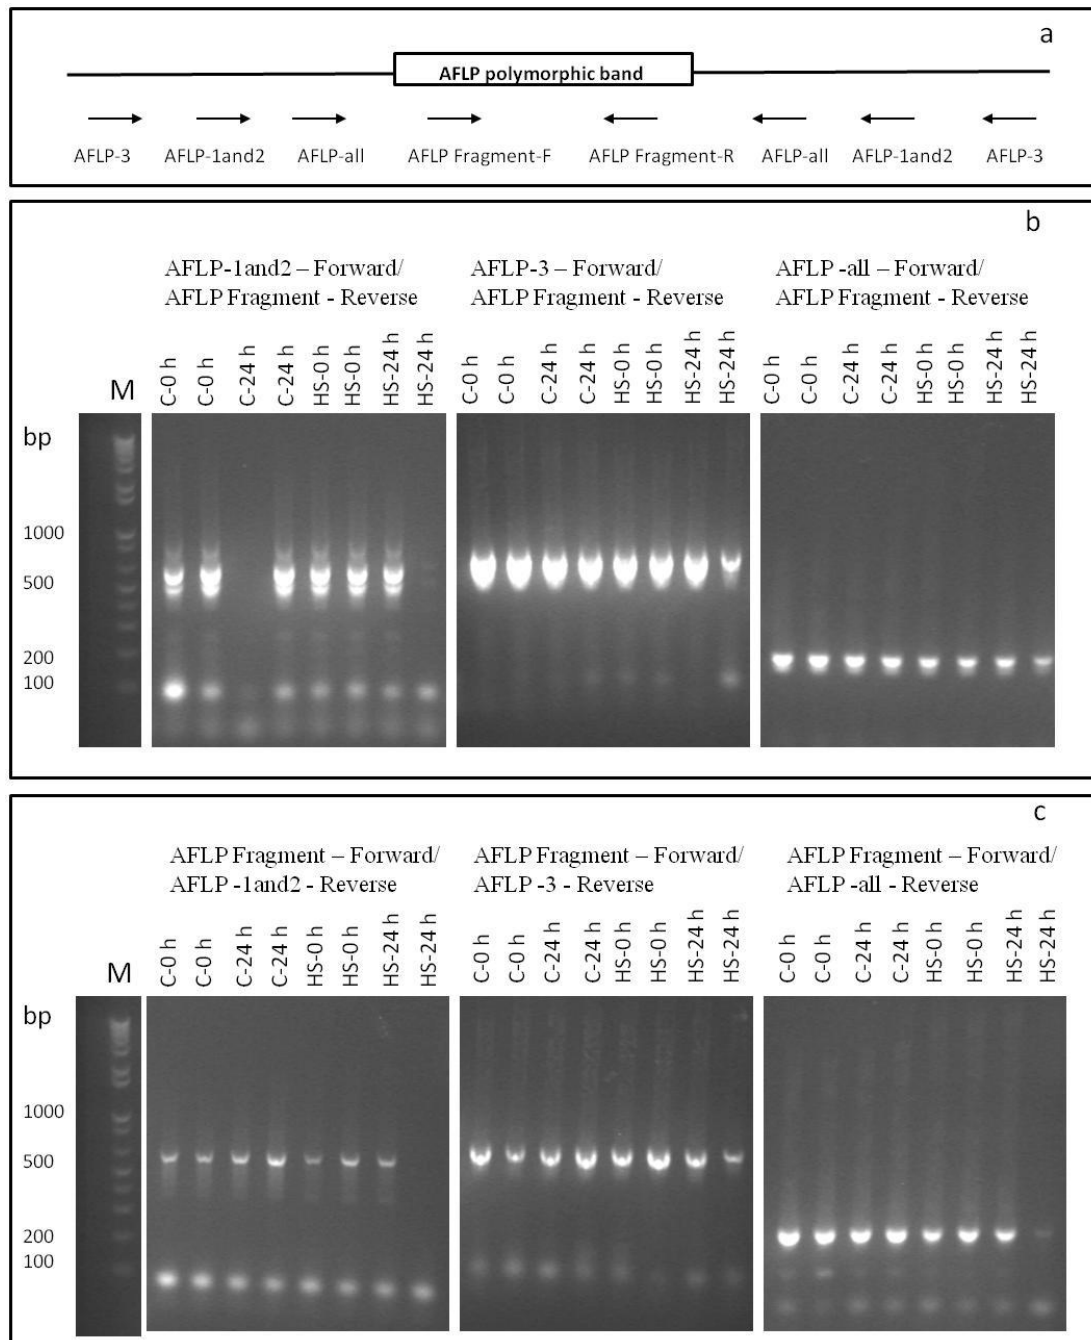 a
AFLP polymorphic band
AFLP-3 AFLP-1and2 AFLP-all AFLP Fragment-F AFLP Fragment-R AFLP-all AFLP-1and2 AFLP-3
b
AFLP-1and2 – Forward/
AFLP Fragment - Reverse
AFLP-3 – Forward/
AFLP Fragment - Reverse
AFLP -all – Forward/
AFLP Fragment - Reverse
M
C-0 h C-0 h C-24 h C-24 h HS-0 h HS-0 h HS-24 h HS-24 h
C-0 h C-0 h C-24 h C-24 h HS-0 h HS-0 h HS-24 h HS-24 h
C-0 h C-0 h C-24 h C-24 h HS-0 h HS-0 h HS-24 h HS-24 h
bp
1000
500
200
100
c
AFLP Fragment – Forward/
AFLP -1and2 - Reverse
AFLP Fragment – Forward/
AFLP -3 - Reverse
AFLP Fragment – Forward/
AFLP -all - Reverse
M
C-0 h C-0 h C-24 h C-24 h HS-0 h HS-0 h HS-24 h HS-24 h
C-0 h C-0 h C-24 h C-24 h HS-0 h HS-0 h HS-24 h HS-24 h
C-0 h C-0 h C-24 h C-24 h HS-0 h HS-0 h HS-24 h HS-24 h
bp
1000
500
200
100